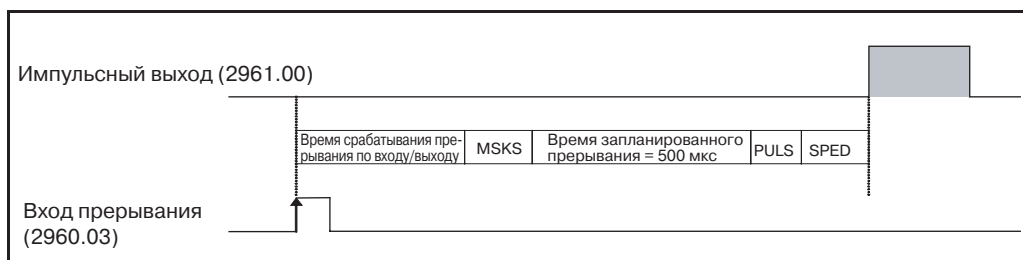 Импульсный выход (2961.00)
Время срабатывания пре-
рывания по входу/выходу
MSKS
Время запланированного
прерывания = 500 мкс
PULS
SPED
Вход прерывания
(2960.03)